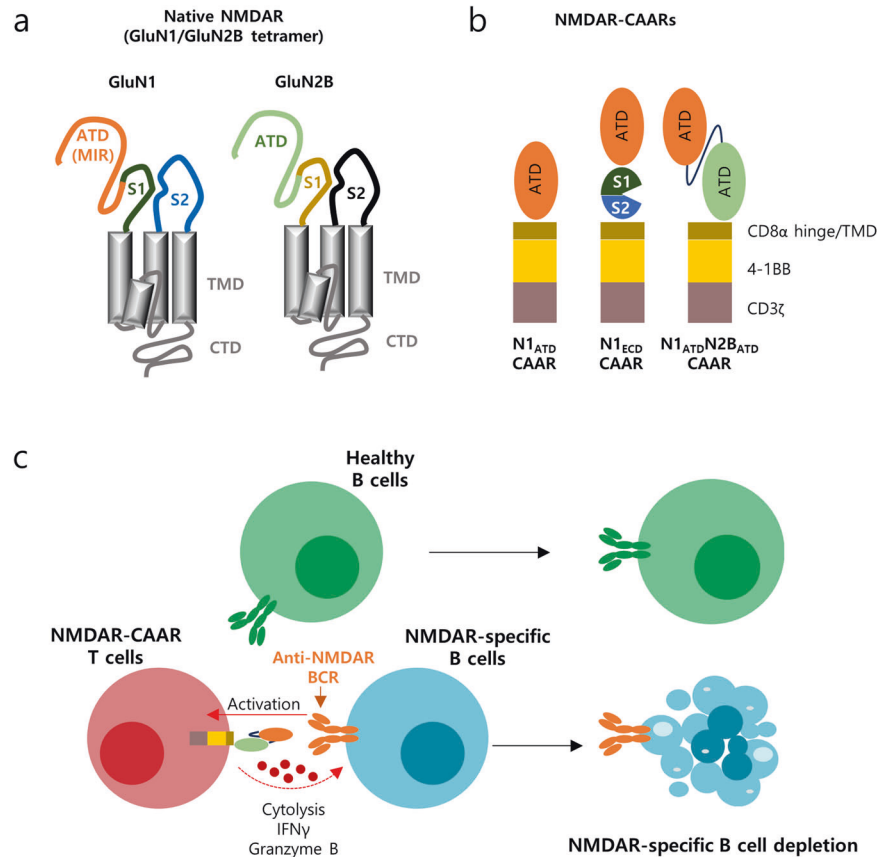 a
Native NMDAR
(GluN1/GluN2B tetramer)
GluN1
GluN2B
ATD
(MIR)
S1
S2
ATD
S1
S2
TMD
CTD
TMD
CTD
b
NMDAR-CAARs
ATD
ATD
S1
S2
ATD
ATD
CD8α hinge/TMD
4-1BB
CD3ζ
N1ATD
CAAR
N1ECD
CAAR
N1ATDN2BATD
CAAR
c
Healthy
B cells
NMDAR-CAAR
T cells
Anti-NMDAR
BCR
NMDAR-specific
B cells
Activation
Cytolysis
IFNγ
Granzyme B
NMDAR-specific B cell depletion